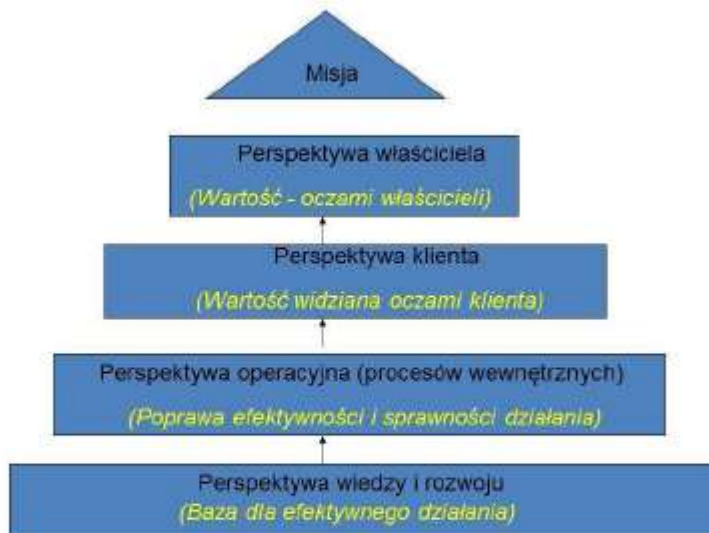 Misja
Perspektywa właściciela
(Wartość - oczami właścicieli)
Perspektywa klienta
(Wartość widziana oczami klienta)
Perspektywa operacyjna (procesów wewnętrznych)
(Poprawa efektywności i sprawności działania)
Perspektywa wiedzy i rozwoju
(Baza dla efektywnego działania)